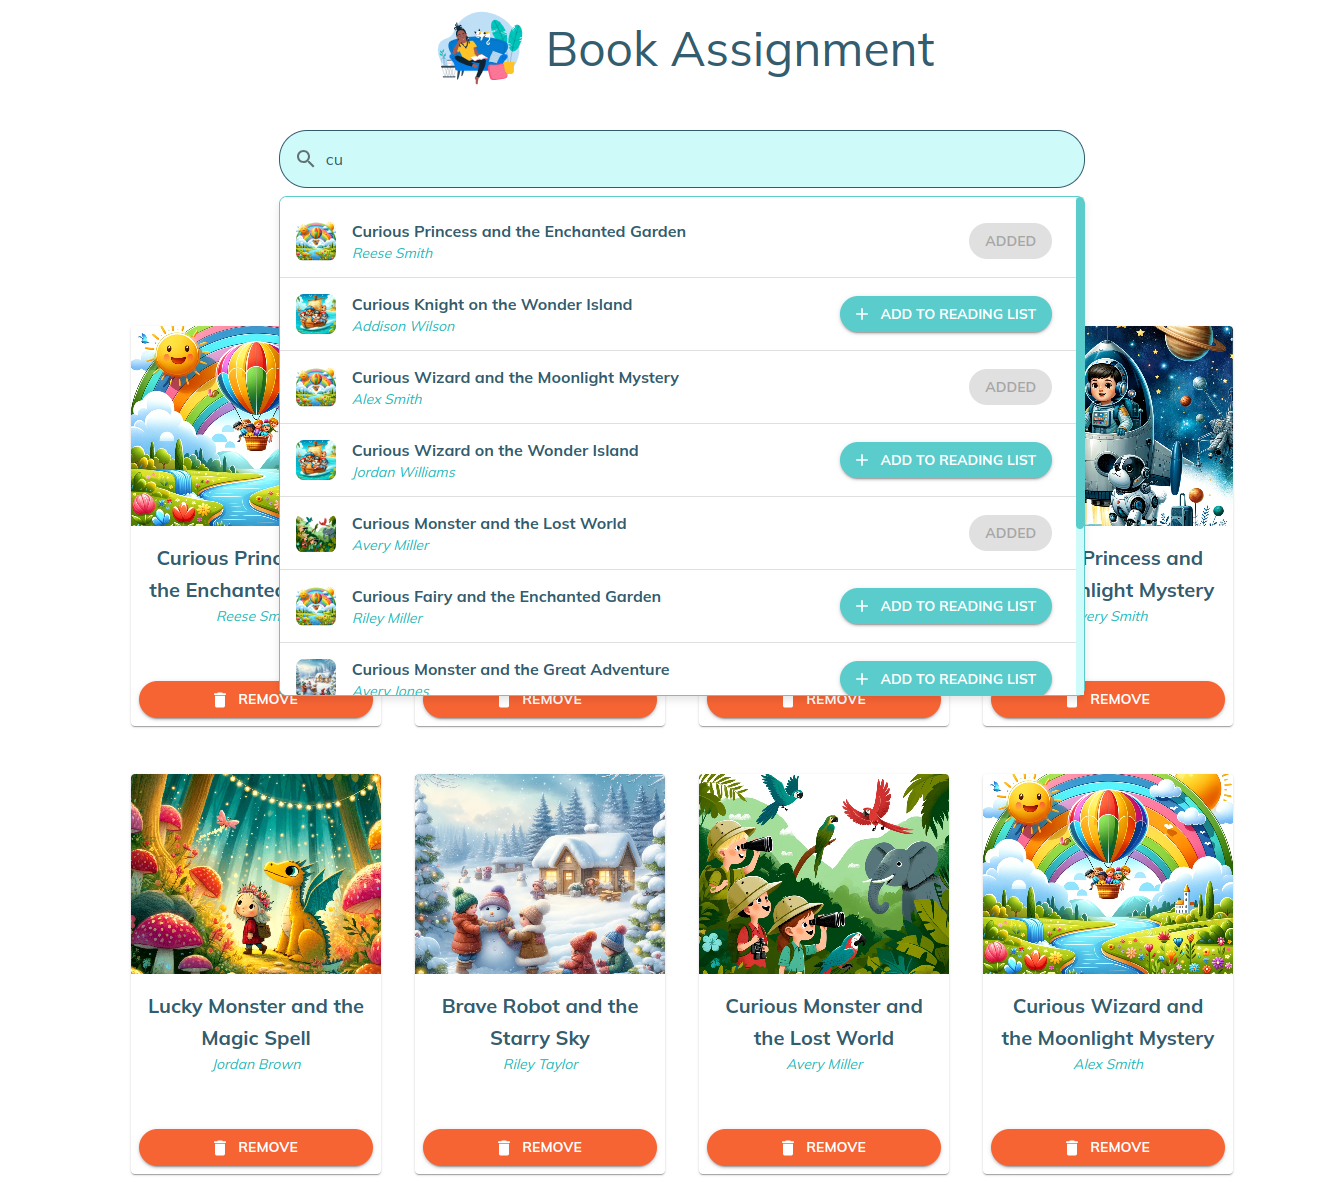 Book Assignment
cu
Curious Princess and the Enchanted Garden
Reese Smith
ADDED
Curious Knight on the Wonder Island
Addison Wilson
ADD TO READING LIST
Curious Wizard and the Moonlight Mystery
Alex Smith
ADDED
Curious Wizard on the Wonder Island
Jordan Williams
ADD TO READING LIST
Curious Monster and the Lost World
Avery Miller
ADDED
Curious Fairy and the Enchanted Garden
Riley Miller
ADD TO READING LIST
Curious Monster and the Great Adventure
Avery Jones
ADD TO READING LIST
Curious Princ
the Enchanted
Reese Sm
REMOVE
REMOVE
REMOVE
Princess and
light Mystery
ery Smith
REMOVE
Lucky Monster and the
Magic Spell
Jordan Brown
REMOVE
Brave Robot and the
Starry Sky
Riley Taylor
REMOVE
Curious Monster and
the Lost World
Avery Miller
REMOVE
Curious Wizard and
the Moonlight Mystery
Alex Smith
REMOVE